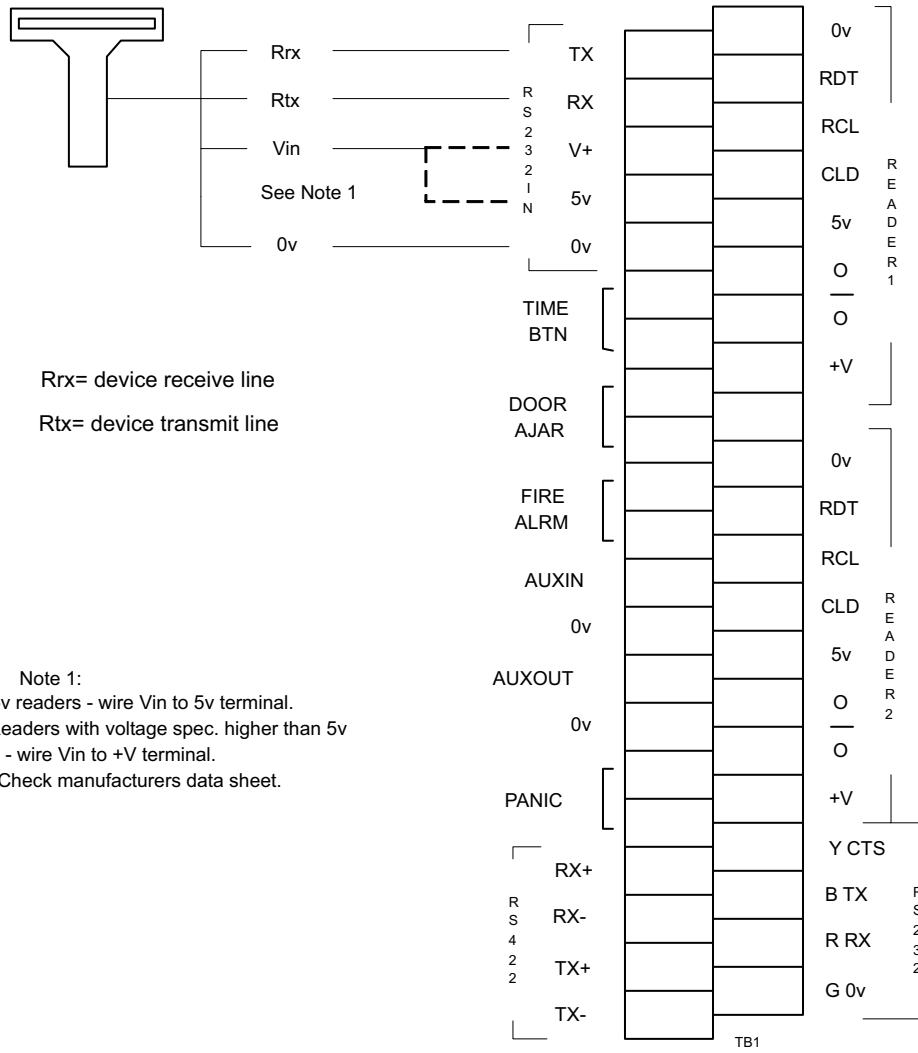 Rrx
Rtx
Vin
See Note 1
0v
RS232IN
TX
RX
V+
5v
0v
TIME
BTN
DOOR
AJAR
FIRE
ALRM
AUXIN
0v
AUXOUT
0v
PANIC
RS422
RX+
RX-
TX+
TX-
Rrx= device receive line
Rtx= device transmit line
Note 1:
v readers - wire Vin to 5v terminal.
eaders with voltage spec. higher than 5v
- wire Vin to +V terminal.
Check manufacturers data sheet.
0v
RDT
RCL
CLD
5v
O
O
+V
READER1
0v
RDT
RCL
CLD
5v
O
O
+V
READER2
Y CTS
B TX
R RX
G 0v
RS232
TB1